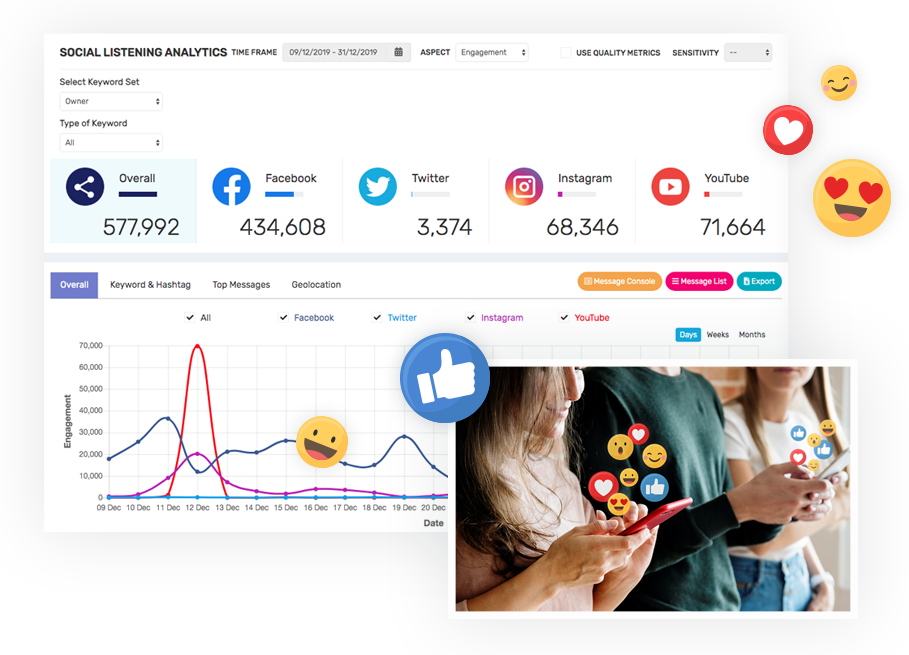 SOCIAL LISTENING ANALYTICS TIME FRAME 09/12/2019 - 31/12/2019 ASPECT Engagement USE QUALITY METRICS SENSITIVITY --
Select Keyword Set
Owner
Type of Keyword
All
Overall Facebook Twitter Instagram YouTube
577,992 434,608 3,374 68,346 71,664
Overall Keyword & Hashtag Top Messages Geolocation Message Console Message List Export
All Facebook Twitter Instagram YouTube
Days Weeks Months
70,000
60,000
50,000
40,000
30,000
20,000
10,000
0
Engagement
09 Dec 10 Dec 11 Dec 12 Dec 13 Dec 14 Dec 15 Dec 16 Dec 17 Dec 18 Dec 19 Dec 20 Dec
Date